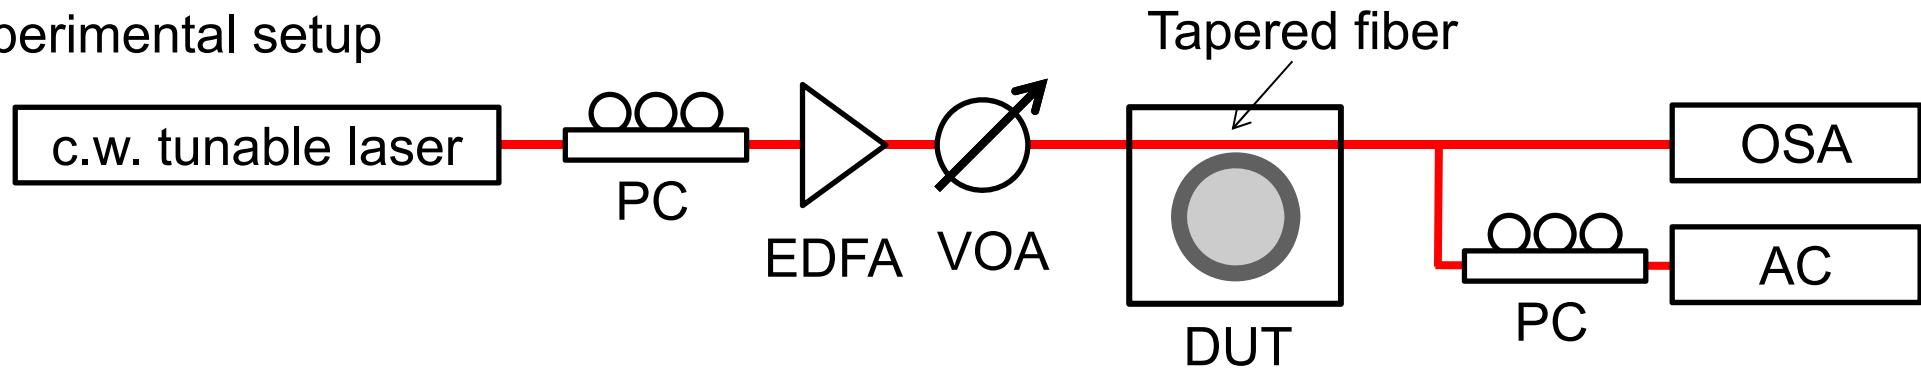 perimental setup
Tapered fiber
c.w. tunable laser
PC
EDFA
VOA
DUT
OSA
AC
PC